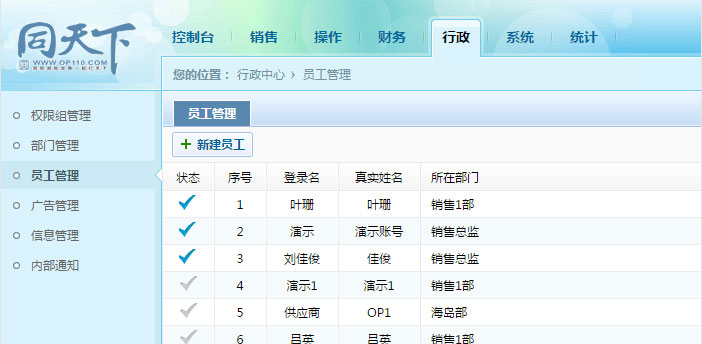 同天下
WWW.OP110.COM
控制台 销售 操作 财务 行政 系统 统计
您的位置： 行政中心 › 员工管理
权限组管理
部门管理
员工管理
广告管理
信息管理
内部通知
员工管理
+ 新建员工
状态 序号 登录名 真实姓名 所在部门
1 叶珊 叶珊 销售1部
2 演示 演示账号 销售总监
3 刘佳俊 佳俊 销售总监
4 演示1 演示1 销售1部
5 供应商 OP1 海岛部
6 吕英 吕英 销售1部